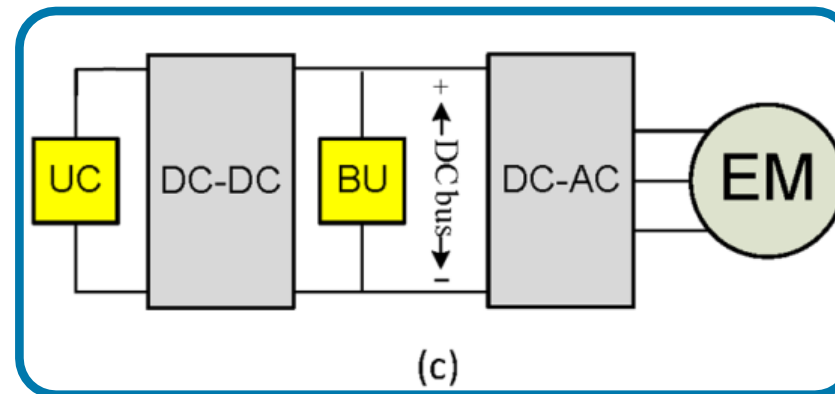 UC
DC-DC
BU
+
DC bus
-
DC-AC
EM
(c)